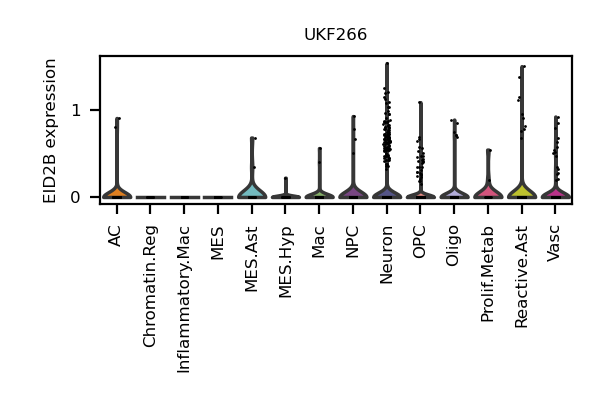 UKF266
EID2B expression
1
0
AC
Chromatin.Reg
Inflammatory.Mac
MES
MES.Ast
MES.Hyp
Mac
NPC
Neuron
OPC
Oligo
Prolif.Metab
Reactive.Ast
Vasc